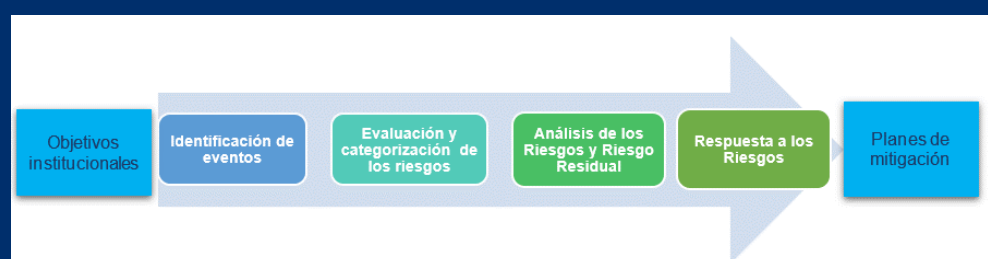 Objetivos
institucionales
Identificación de
eventos
Evaluación y
categorización de
los riesgos
Análisis de los
Riesgos y Riesgo
Residual
Respuesta a los
Riesgos
Planes de
mitigación